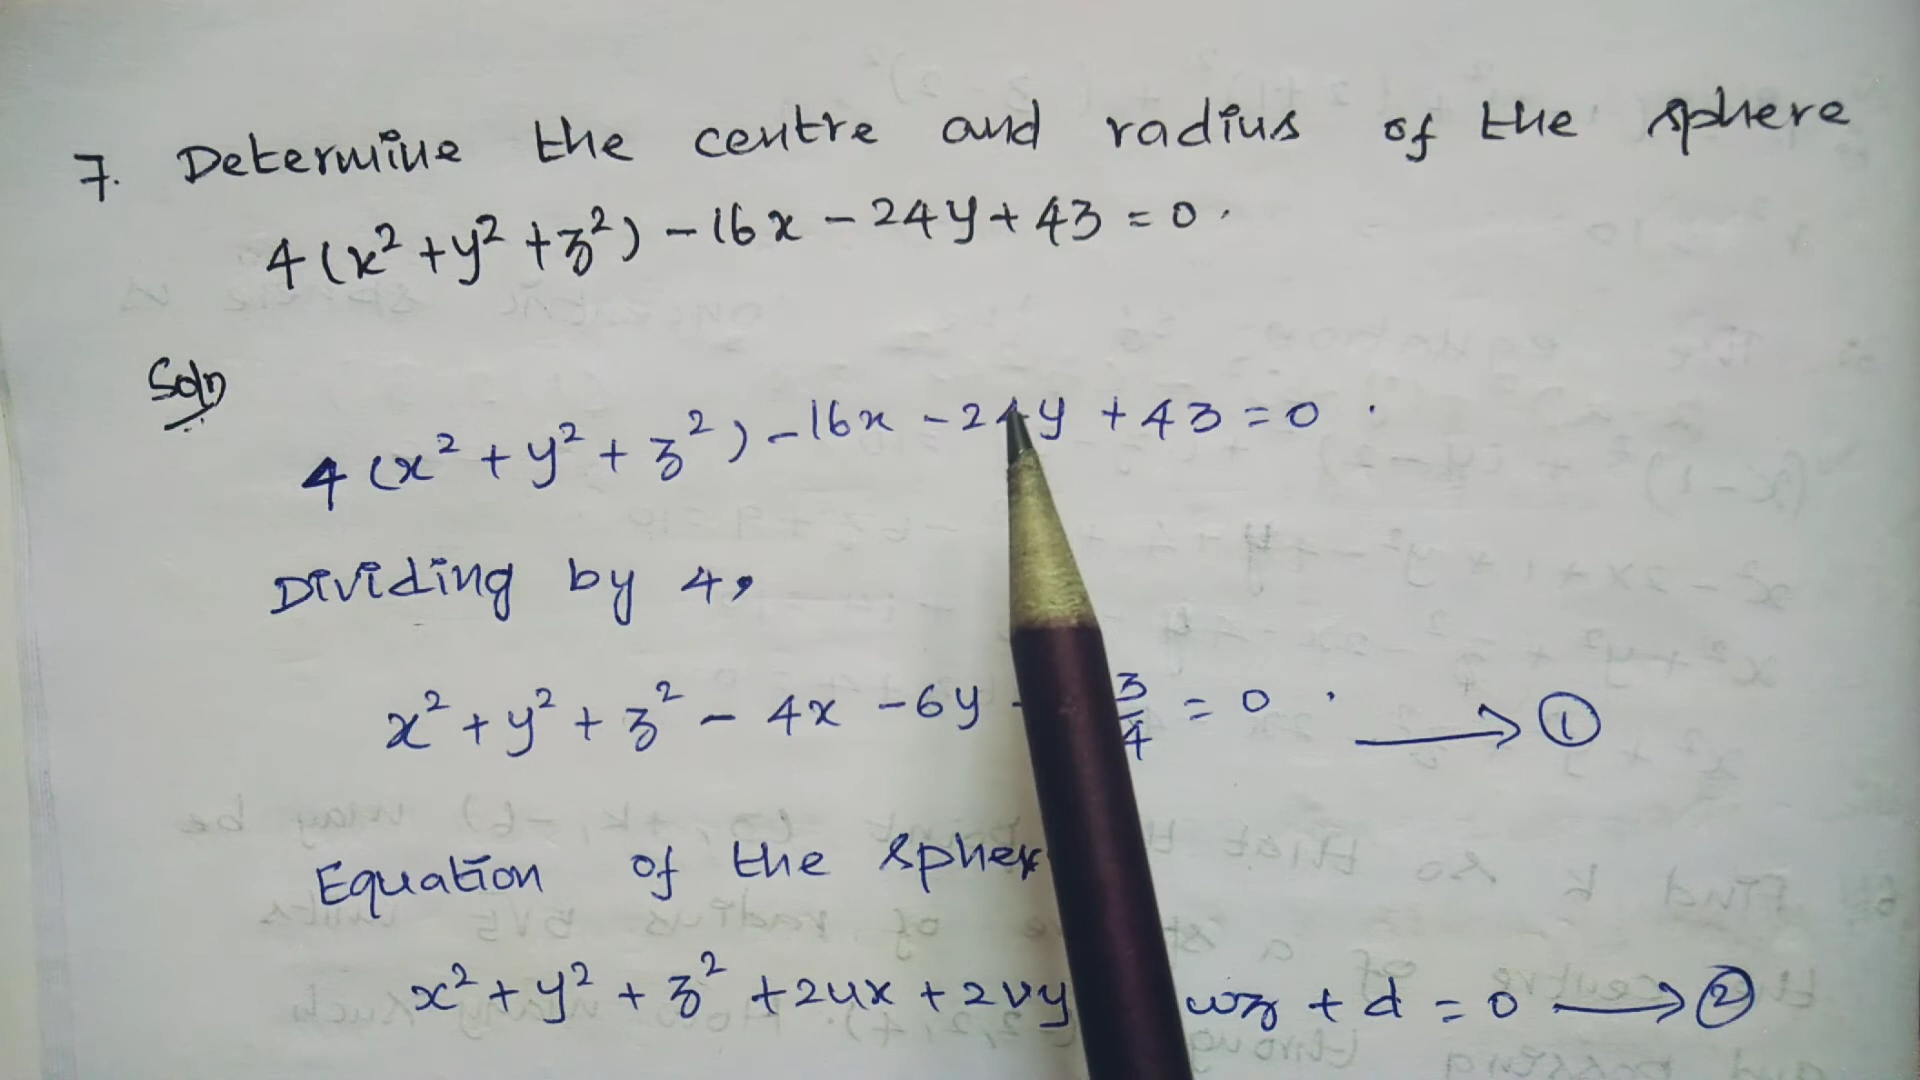 7. Determine the centre and radius of the sphere
4(x² + y² + z²) - 16x - 24y + 43 = 0.
Soln
4(x² + y² + z²) - 16x - 24y + 43 = 0.
Dividing by 4,
x² + y² + z² - 4x - 6y 3/4 = 0. → ①
Equation of the spher
x² + y² + z² + 2ux + 2vy wz + d = 0 → ②